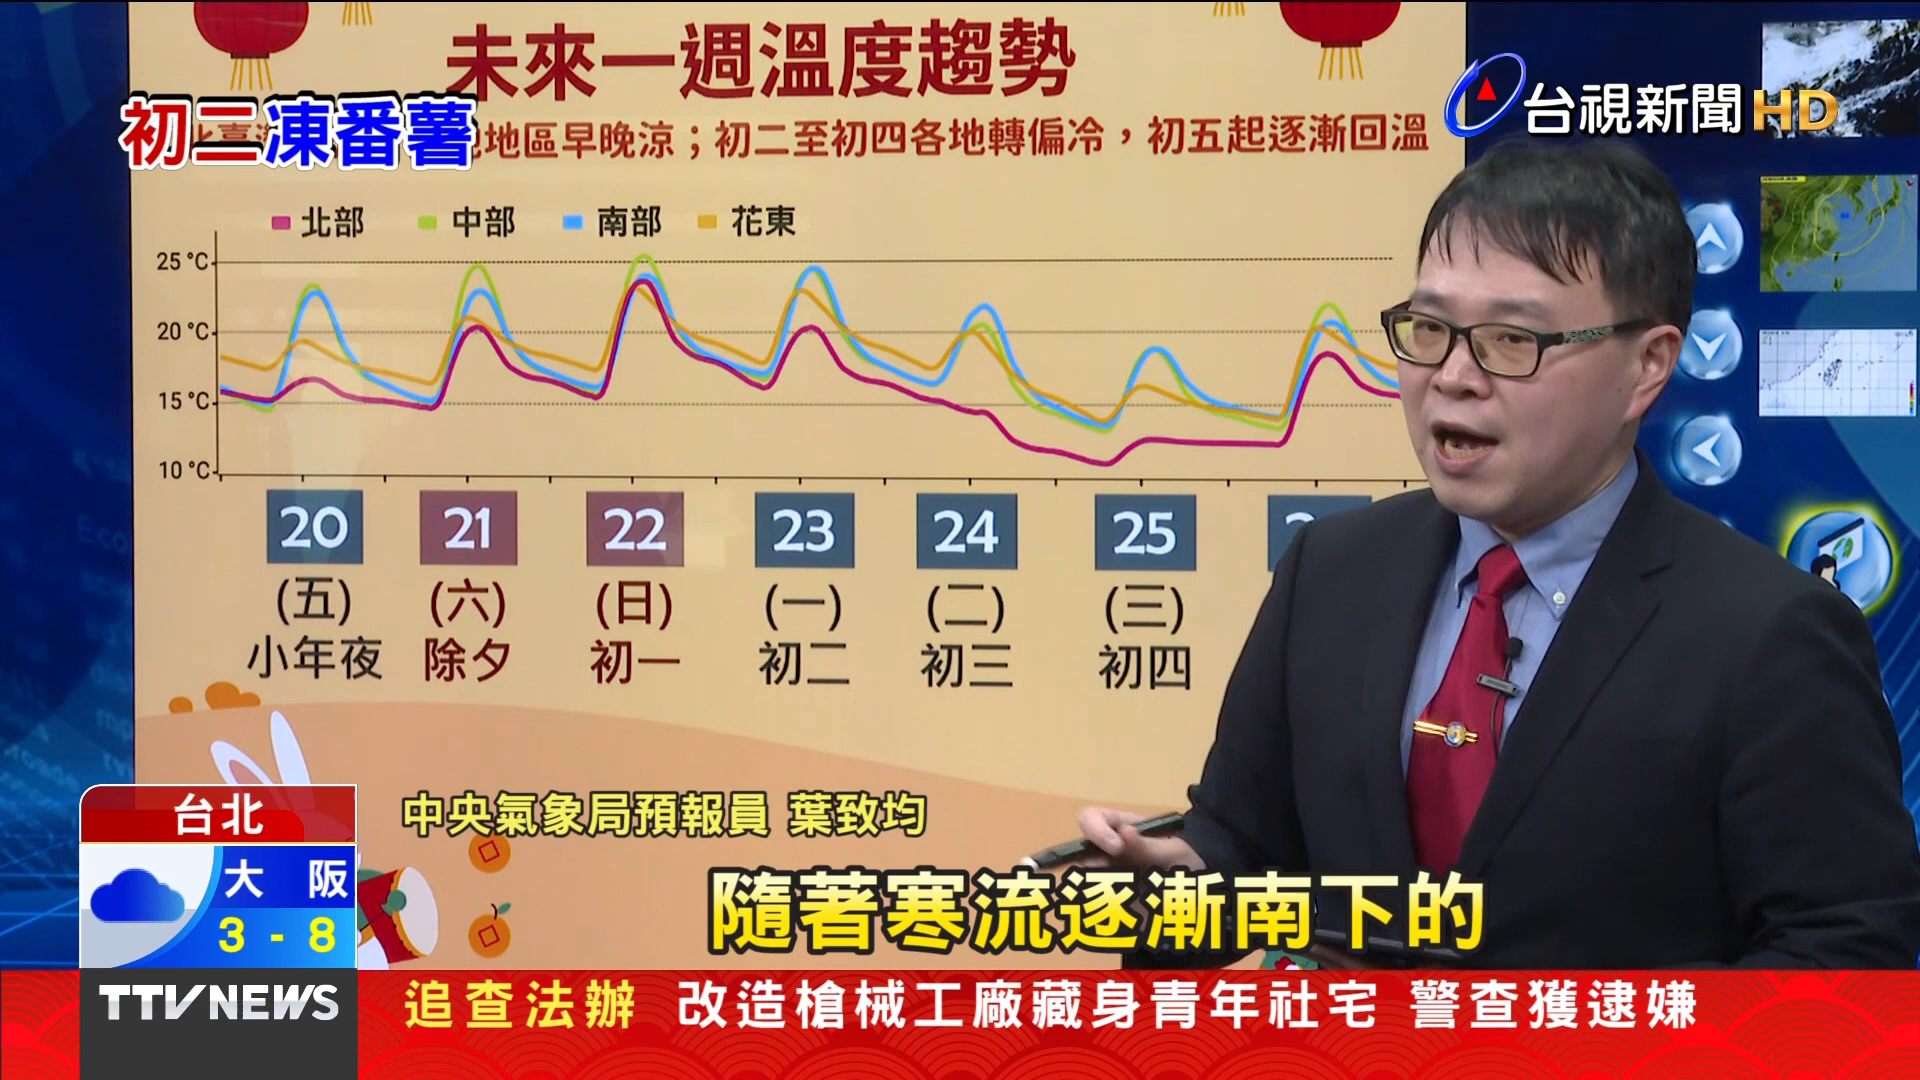 未來一週溫度趨勢
台視新聞HD
初二凍番薯
地區早晚涼；初二至初四各地轉偏冷，初五起逐漸回溫
北部 中部 南部 花東
25 °C
20 °C
15 °C
10 °C
20 21 22 23 24 25
(五) (六) (日) (一) (二) (三)
小年夜 除夕 初一 初二 初三 初四
台北
中央氣象局預報員 葉致均
大 阪
3 - 8
隨著寒流逐漸南下的
TTV NEWS
追查法辦 改造槍械工廠藏身青年社宅 警查獲逮嫌